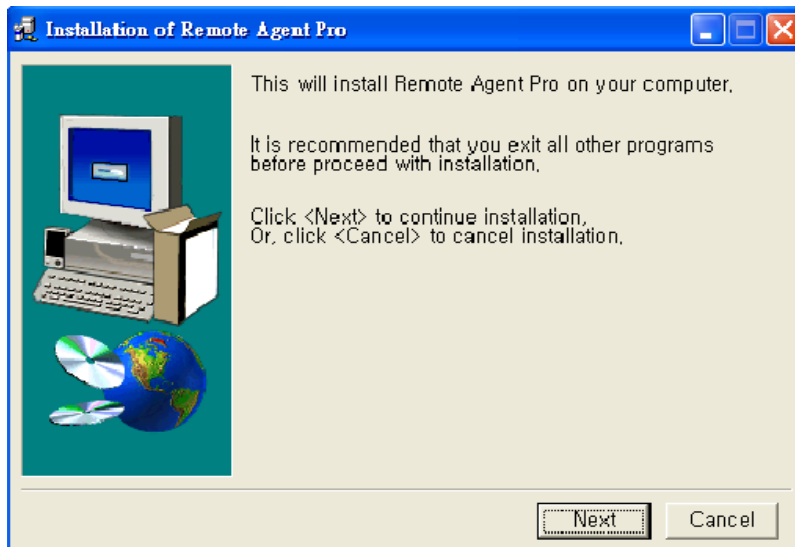 Installation of Remote Agent Pro
This will install Remote Agent Pro on your computer,
It is recommended that you exit all other programs
before proceed with installation,
Click <Next> to continue installation,
Or, click <Cancel> to cancel installation,
Next
Cancel